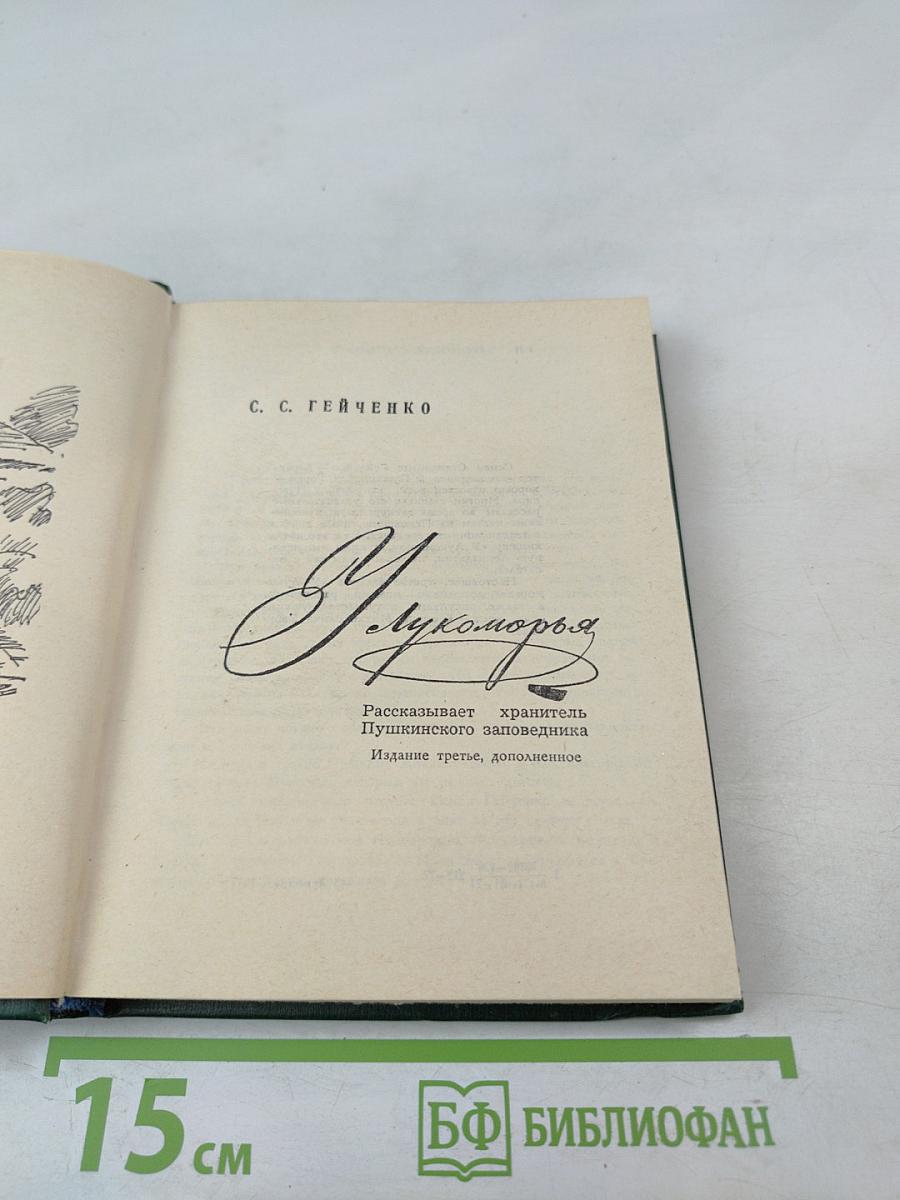 С. С. ГЕЙЧЕНКО
У Лукоморья
Рассказывает хранитель
Пушкинского заповедника
Издание третье, дополненное
15 см
БФ БИБЛИОФАН